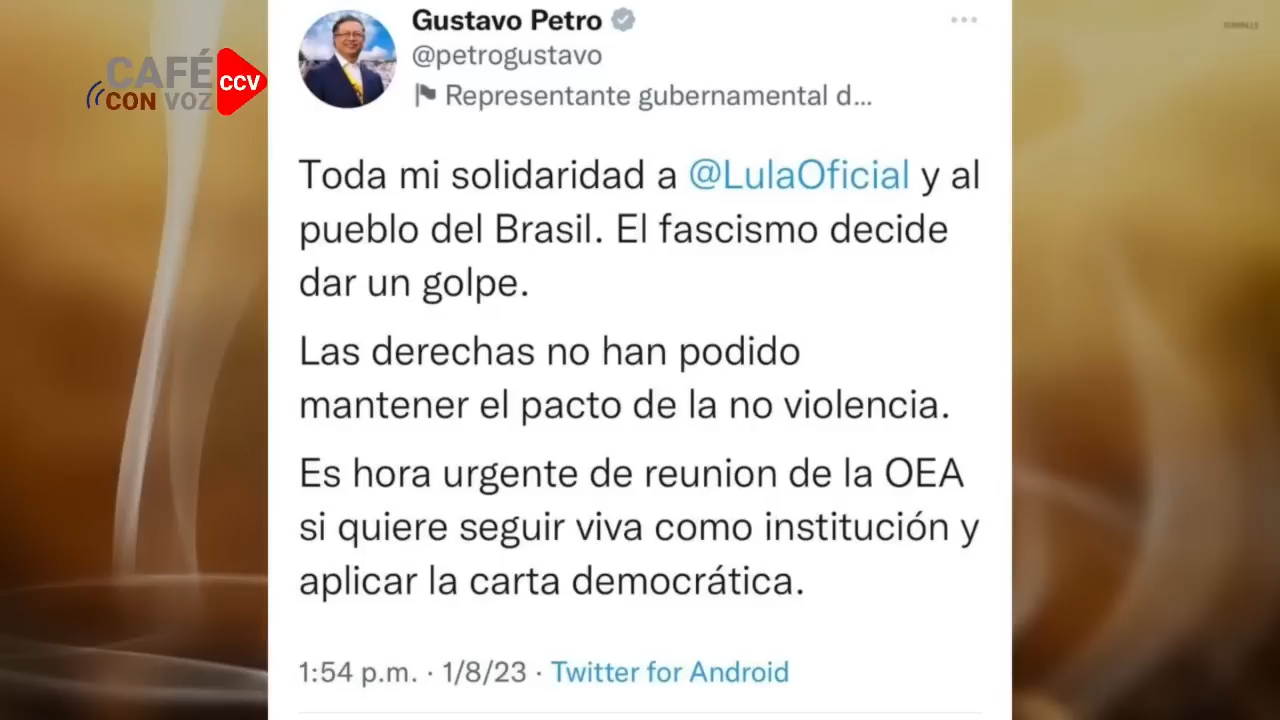 CAFÉ
CON VOZ
CCV
Gustavo Petro
@petrogustavo
Representante gubernamental d...
Toda mi solidaridad a @LulaOficial y al
pueblo del Brasil. El fascismo decide
dar un golpe.
Las derechas no han podido
mantener el pacto de la no violencia.
Es hora urgente de reunion de la OEA
si quiere seguir viva como institución y
aplicar la carta democrática.
1:54 p.m. · 1/8/23 · Twitter for Android